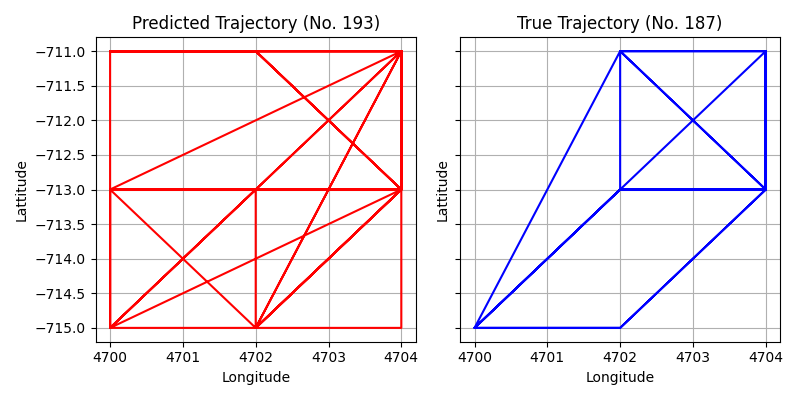 Predicted Trajectory (No. 193)
True Trajectory (No. 187)
−711.0
−711.5
−712.0
−712.5
−713.0
−713.5
−714.0
−714.5
−715.0
Lattitude
Lattitude
4700 4701 4702 4703 4704
4700 4701 4702 4703 4704
Longitude
Longitude